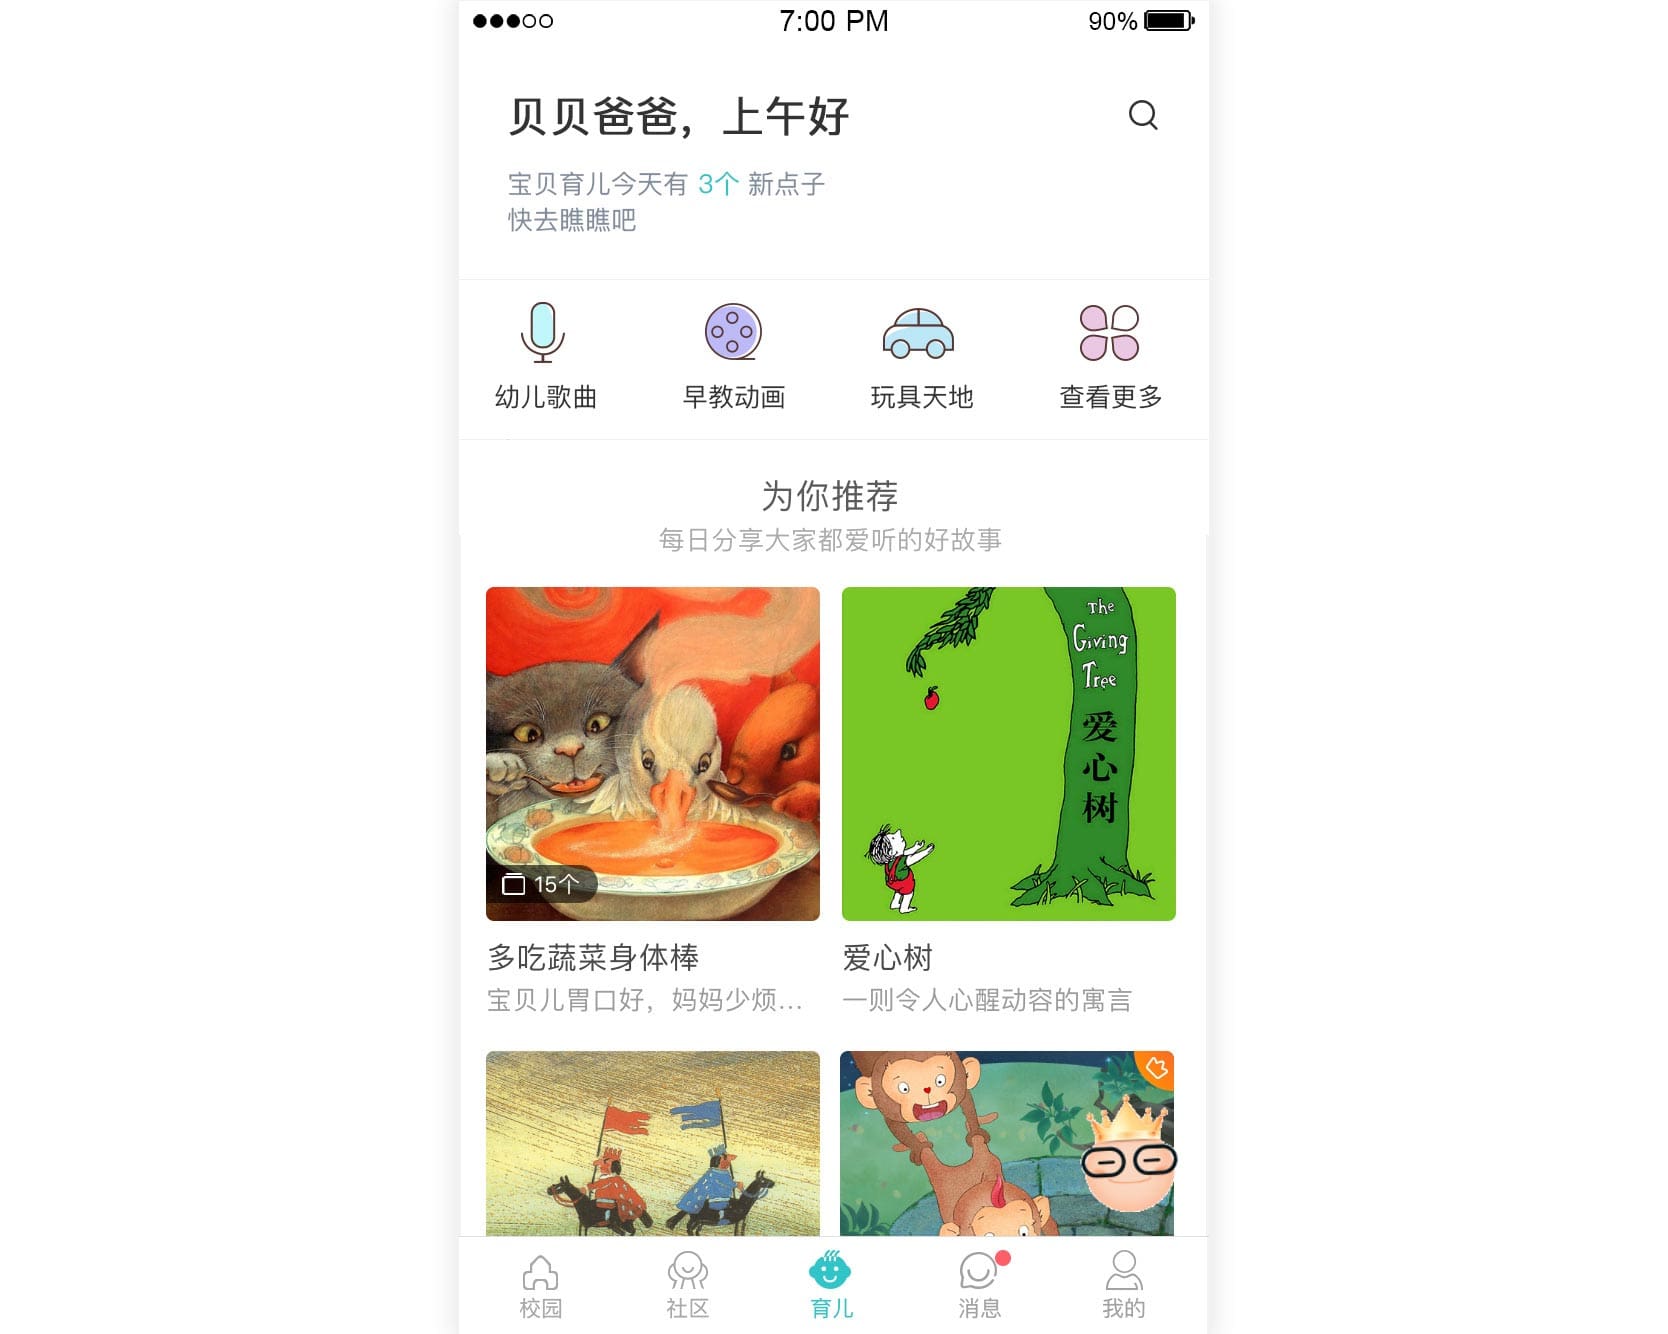 7:00 PM
90%
贝贝爸爸，上午好
宝贝育儿今天有 3个 新点子
快去瞧瞧吧
幼儿歌曲
早教动画
玩具天地
查看更多
为你推荐
每日分享大家都爱听的好故事
The
Giving
Tree
爱
心
树
15个
多吃蔬菜身体棒
宝贝儿胃口好，妈妈少烦...
爱心树
一则令人心醒动容的寓言
校园
社区
育儿
消息
我的